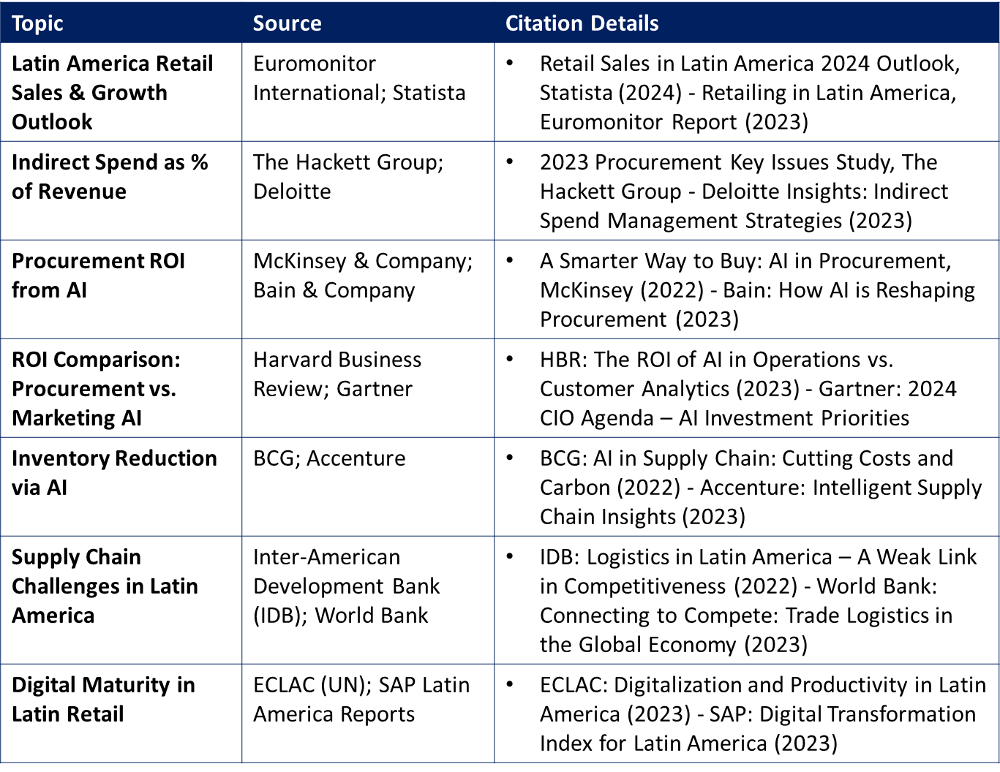 Topic
Source
Citation Details
Latin America Retail
Sales & Growth
Outlook
Euromonitor
International; Statista
• Retail Sales in Latin America 2024 Outlook,
Statista (2024) - Retailing in Latin America,
Euromonitor Report (2023)
Indirect Spend as %
of Revenue
The Hackett Group;
Deloitte
• 2023 Procurement Key Issues Study, The
Hackett Group - Deloitte Insights: Indirect
Spend Management Strategies (2023)
Procurement ROI
from AI
McKinsey & Company;
Bain & Company
• A Smarter Way to Buy: AI in Procurement,
McKinsey (2022) - Bain: How AI is Reshaping
Procurement (2023)
ROI Comparison:
Procurement vs.
Marketing AI
Harvard Business
Review; Gartner
• HBR: The ROI of AI in Operations vs.
Customer Analytics (2023) - Gartner: 2024
CIO Agenda – AI Investment Priorities
Inventory Reduction
via AI
BCG; Accenture
• BCG: AI in Supply Chain: Cutting Costs and
Carbon (2022) - Accenture: Intelligent Supply
Chain Insights (2023)
Supply Chain
Challenges in Latin
America
Inter-American
Development Bank
(IDB); World Bank
• IDB: Logistics in Latin America – A Weak Link
in Competitiveness (2022) - World Bank:
Connecting to Compete: Trade Logistics in
the Global Economy (2023)
Digital Maturity in
Latin Retail
ECLAC (UN); SAP Latin
America Reports
• ECLAC: Digitalization and Productivity in Latin
America (2023) - SAP: Digital Transformation
Index for Latin America (2023)